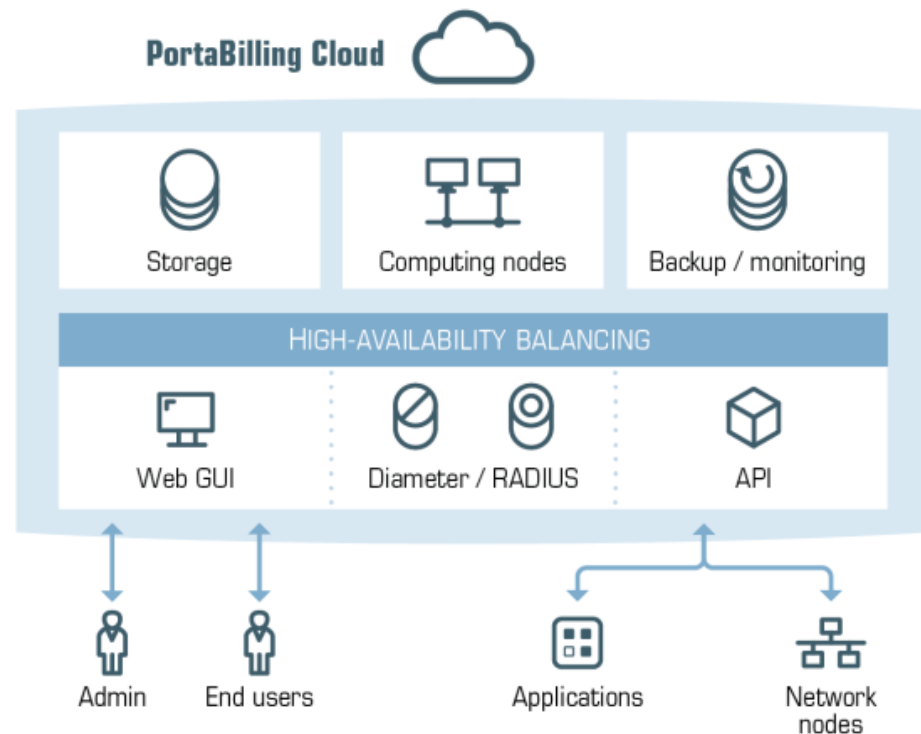 PortaBilling Cloud
Storage
Computing nodes
Backup / monitoring
HIGH-AVAILABILITY BALANCING
Web GUI
Diameter / RADIUS
API
Admin
End users
Applications
Network
nodes